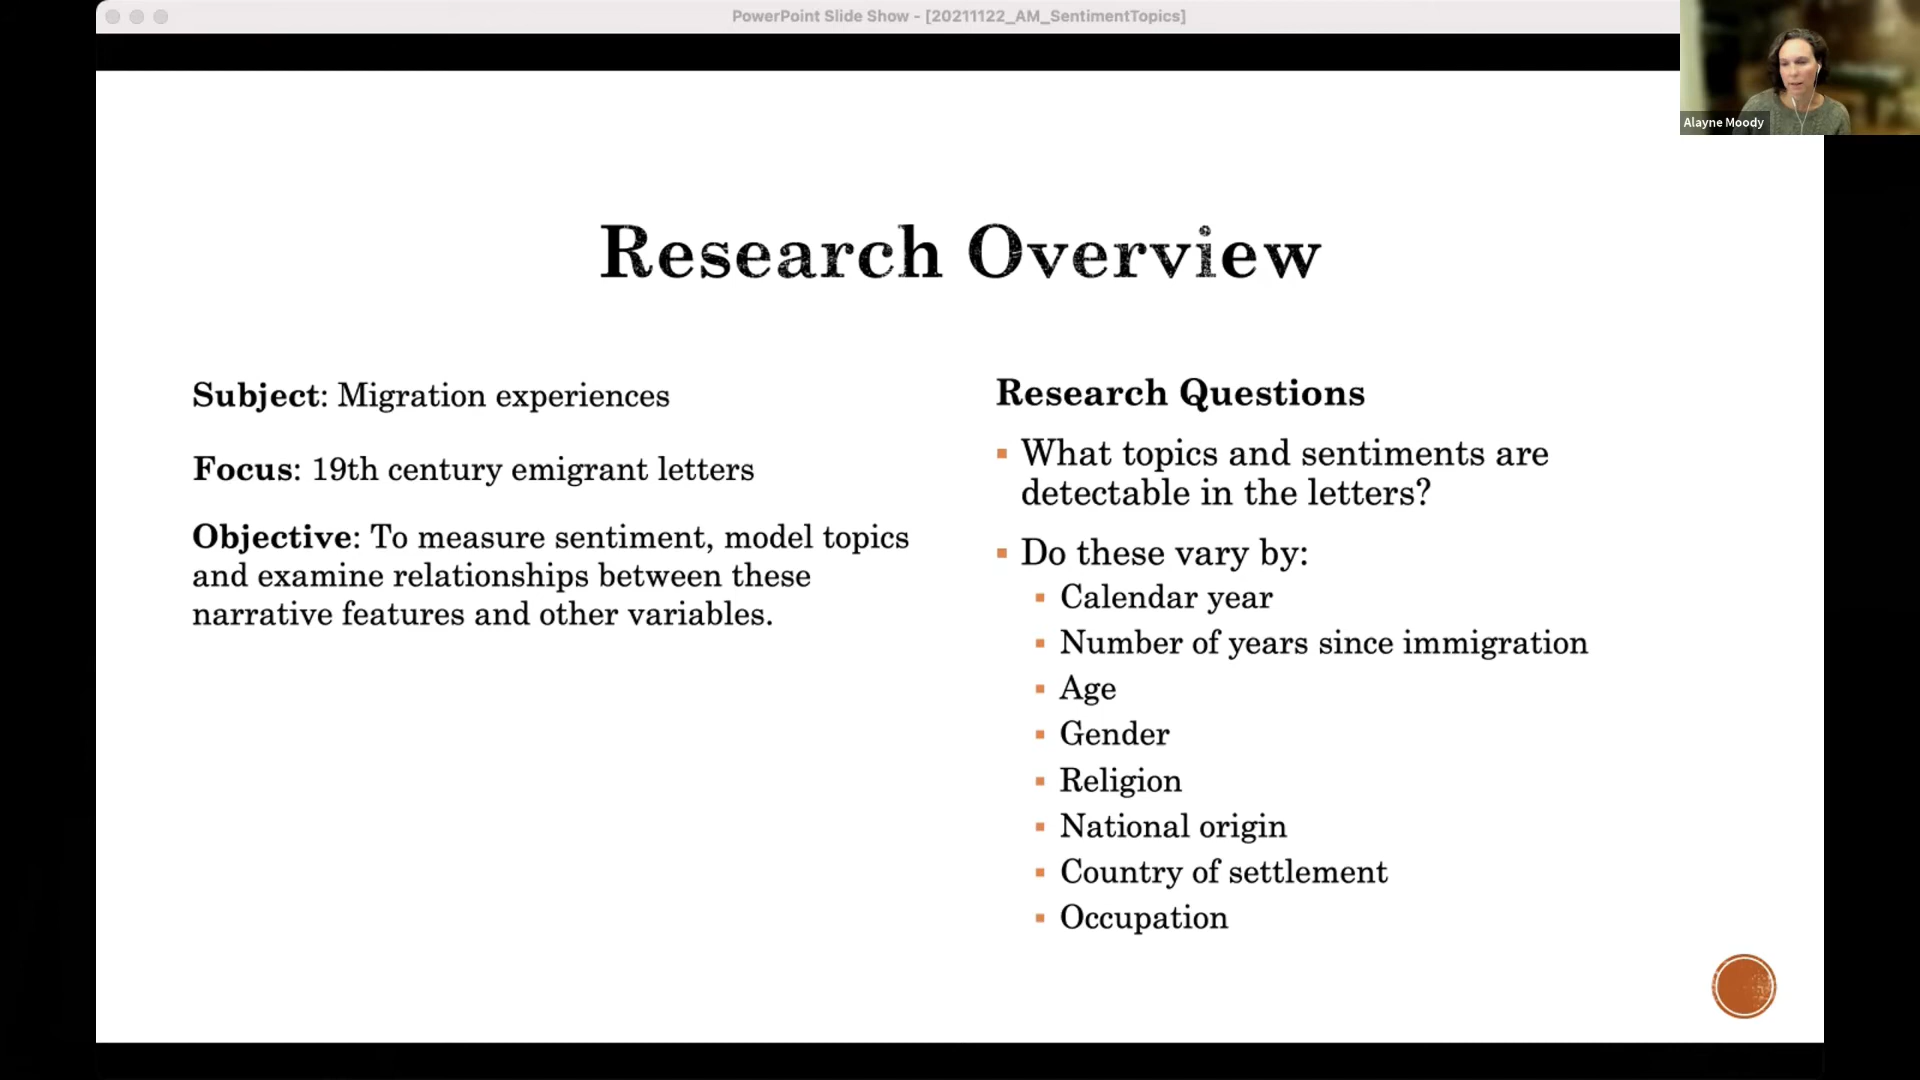 PowerPoint Slide Show - [20211122_AM_SentimentTopics]
Alayne Moody
Research Overview
Subject: Migration experiences
Focus: 19th century emigrant letters
Objective: To measure sentiment, model topics
and examine relationships between these
narrative features and other variables.
Research Questions
What topics and sentiments are
detectable in the letters?
Do these vary by:
Calendar year
Number of years since immigration
Age
Gender
Religion
National origin
Country of settlement
Occupation